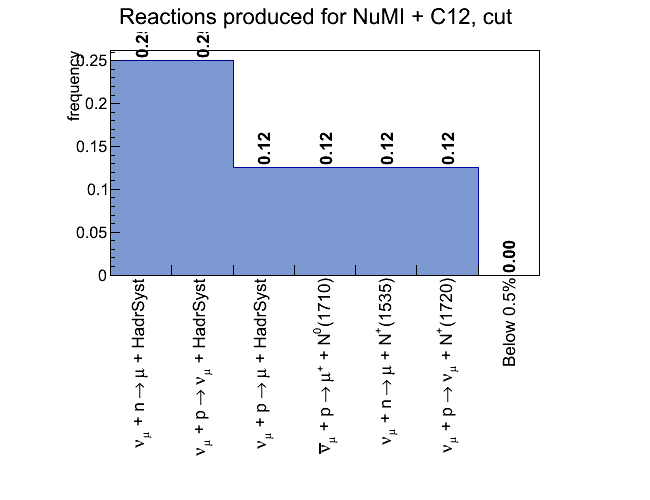 Reactions produced for NuMI + C12, cut
frequency
0.25
0.2
0.15
0.1
0.05
0
0.12
0.12
0.12
0.12
0.00
ν_μ + n → μ + HadrSyst
ν_μ + p → ν_μ + HadrSyst
ν_μ + p → μ + HadrSyst
ν̅_μ + p → μ⁺ + N⁰(1710)
ν_μ + n → μ + N⁺(1535)
ν_μ + p → ν_μ + N⁺(1720)
Below 0.5%